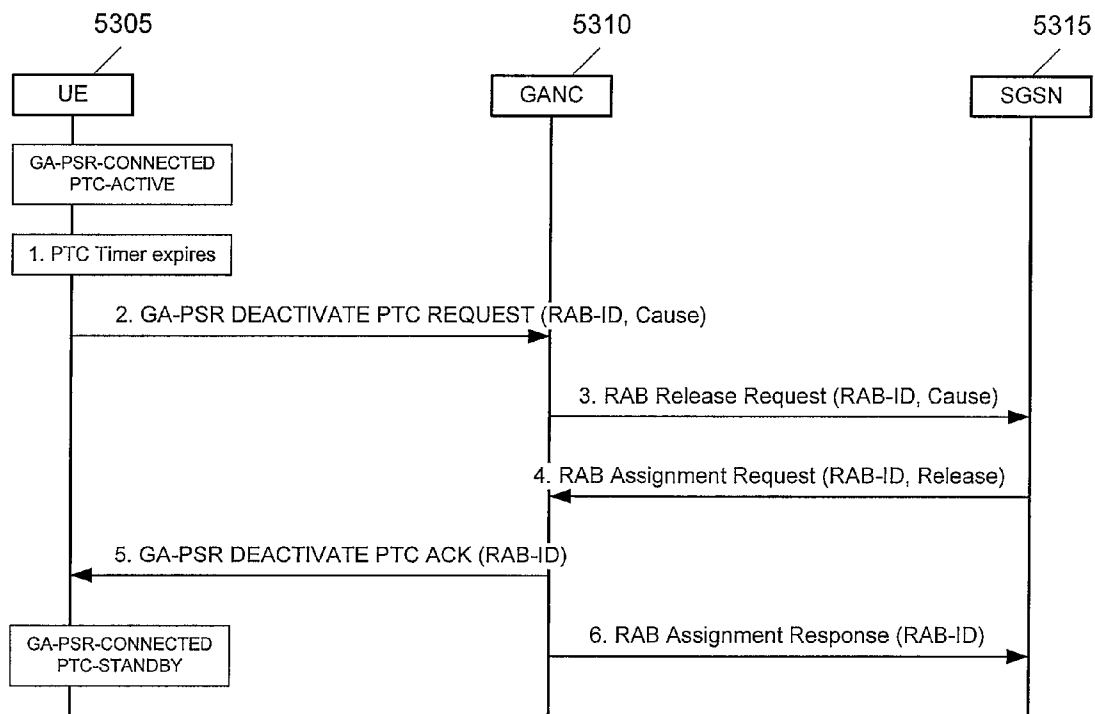 5305
5310
5315
UE
GANC
SGSN
GA-PSR-CONNECTED
PTC-ACTIVE
1. PTC Timer expires
2. GA-PSR DEACTIVATE PTC REQUEST (RAB-ID, Cause)
3. RAB Release Request (RAB-ID, Cause)
4. RAB Assignment Request (RAB-ID, Release)
5. GA-PSR DEACTIVATE PTC ACK (RAB-ID)
GA-PSR-CONNECTED
PTC-STANDBY
6. RAB Assignment Response (RAB-ID)